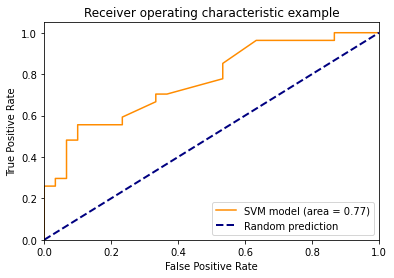 Receiver operating characteristic example
True Positive Rate
1.0
0.8
0.6
0.4
0.2
0.0
SVM model (area = 0.77)
Random prediction
0.0 0.2 0.4 0.6 0.8 1.0
False Positive Rate